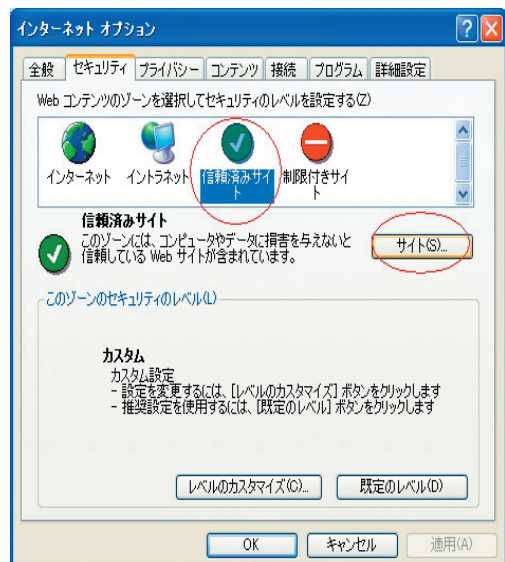 インターネット オプション
全般 セキュリティ プライバシー コンテンツ 接続 プログラム 詳細設定
Web コンテンツのゾーンを選択してセキュリティのレベルを設定する(Z)
インターネット イントラネット 信頼済みサイ 制限付きサイ
ト ト
信頼済みサイト
このゾーンには、コンピュータやデータに損害を与えないと
信頼している Web サイトが含まれています。
サイト(S)...
このゾーンのセキュリティのレベル(L)
カスタム
カスタム設定
- 設定を変更するには、[レベルのカスタマイズ] ボタンをクリックします
- 推奨設定を使用するには、[既定のレベル] ボタンをクリックします
レベルのカスタマイズ(C)... 既定のレベル(D)
OK キャンセル 適用(A)